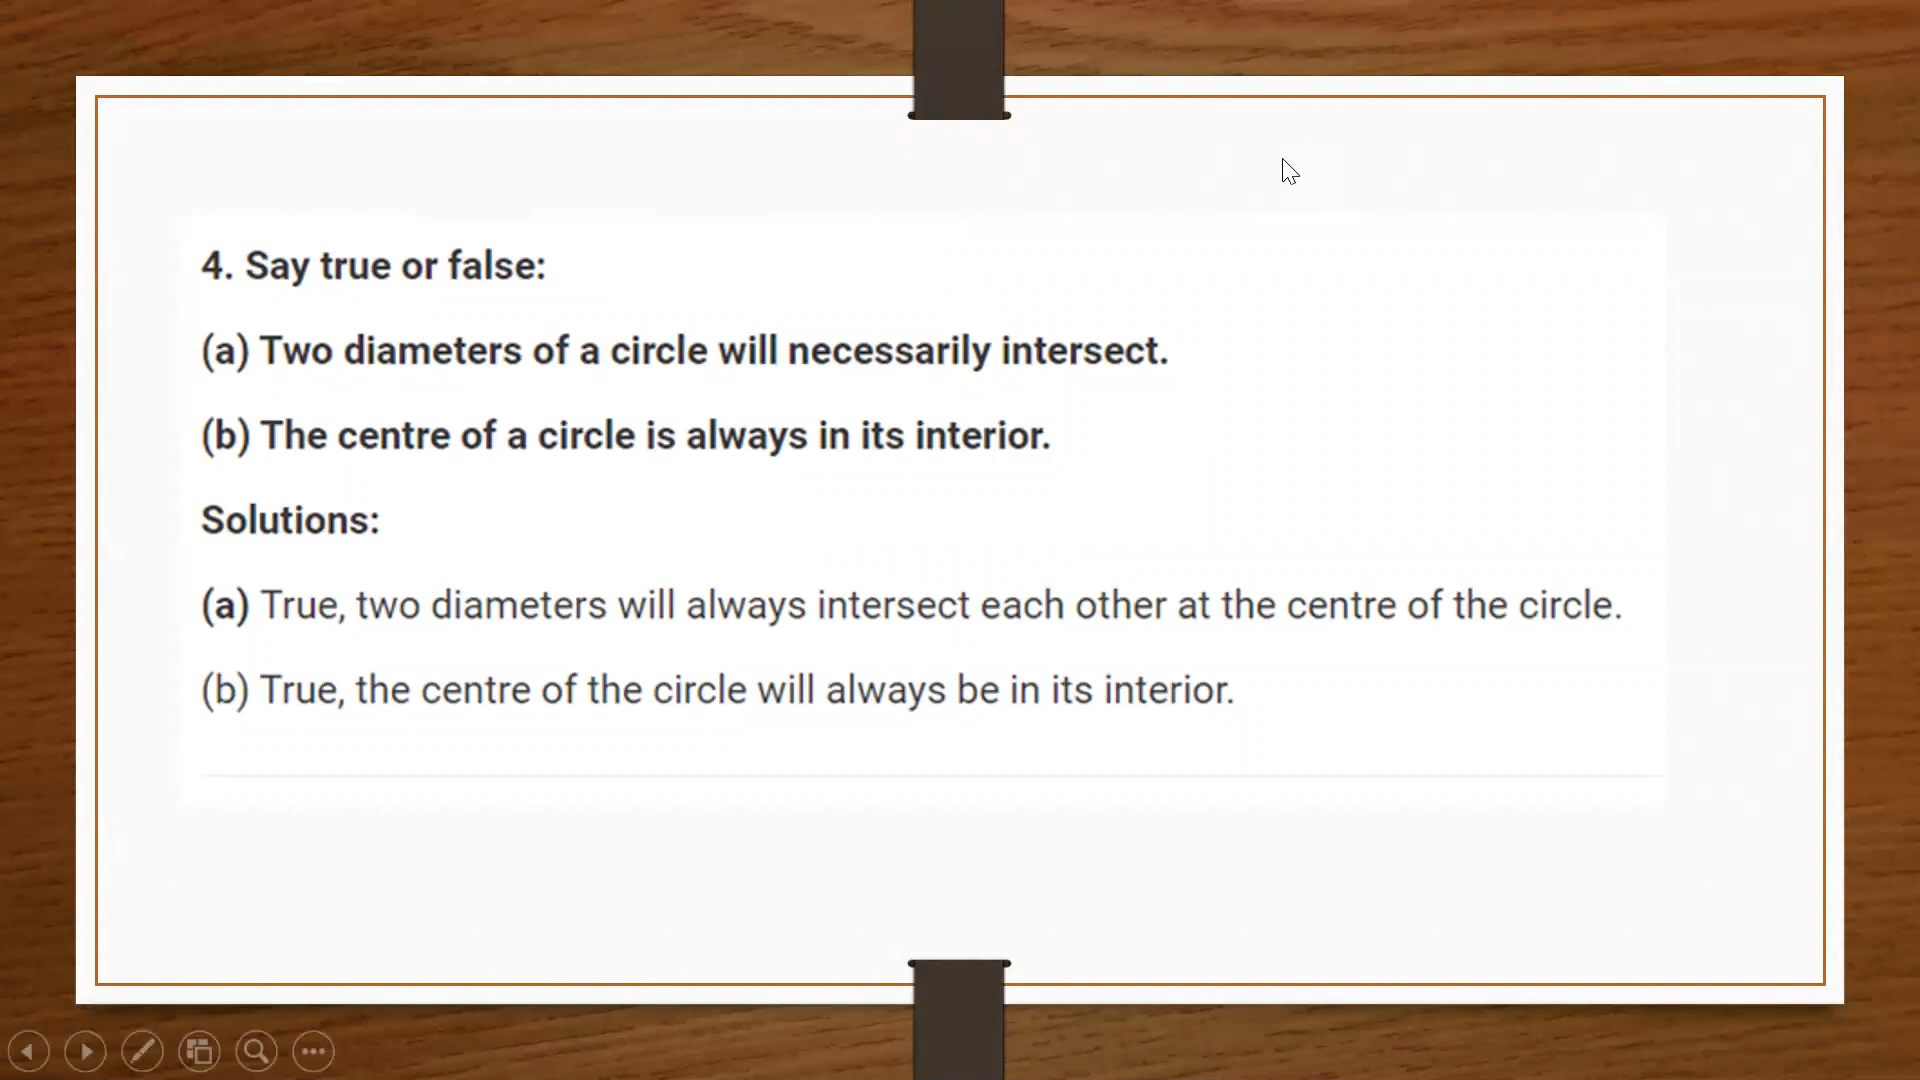 4. Say true or false:
(a) Two diameters of a circle will necessarily intersect.
(b) The centre of a circle is always in its interior.
Solutions:
(a) True, two diameters will always intersect each other at the centre of the circle.
(b) True, the centre of the circle will always be in its interior.